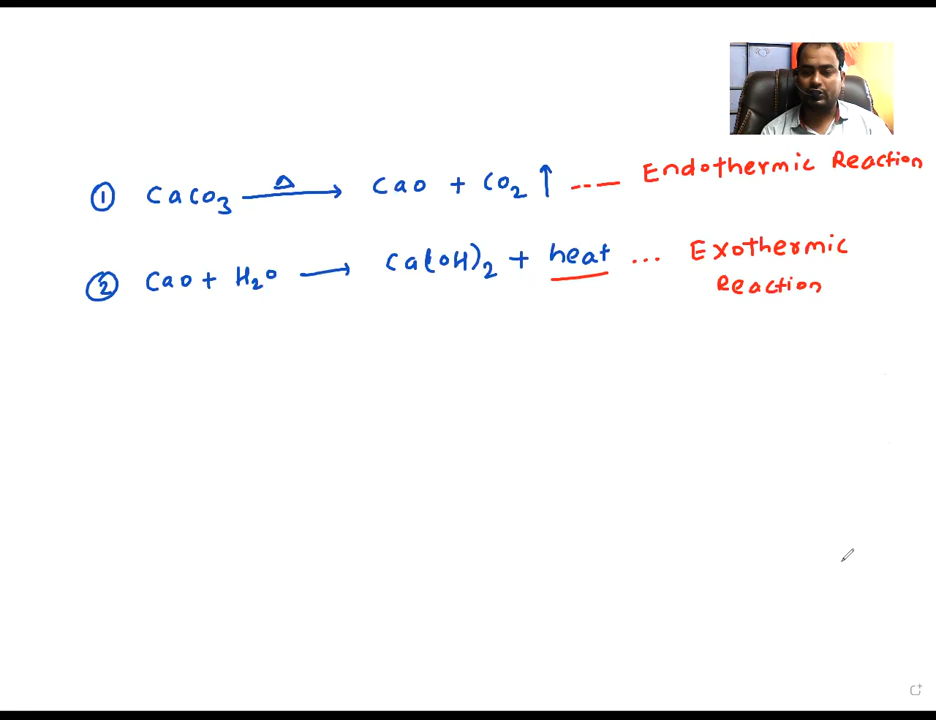 ① CaCO₃ —Δ→ CaO + CO₂ ↑ ---- Endothermic Reaction
② CaO + H₂O ⟶ Ca(OH)₂ + heat ... Exothermic
Reaction